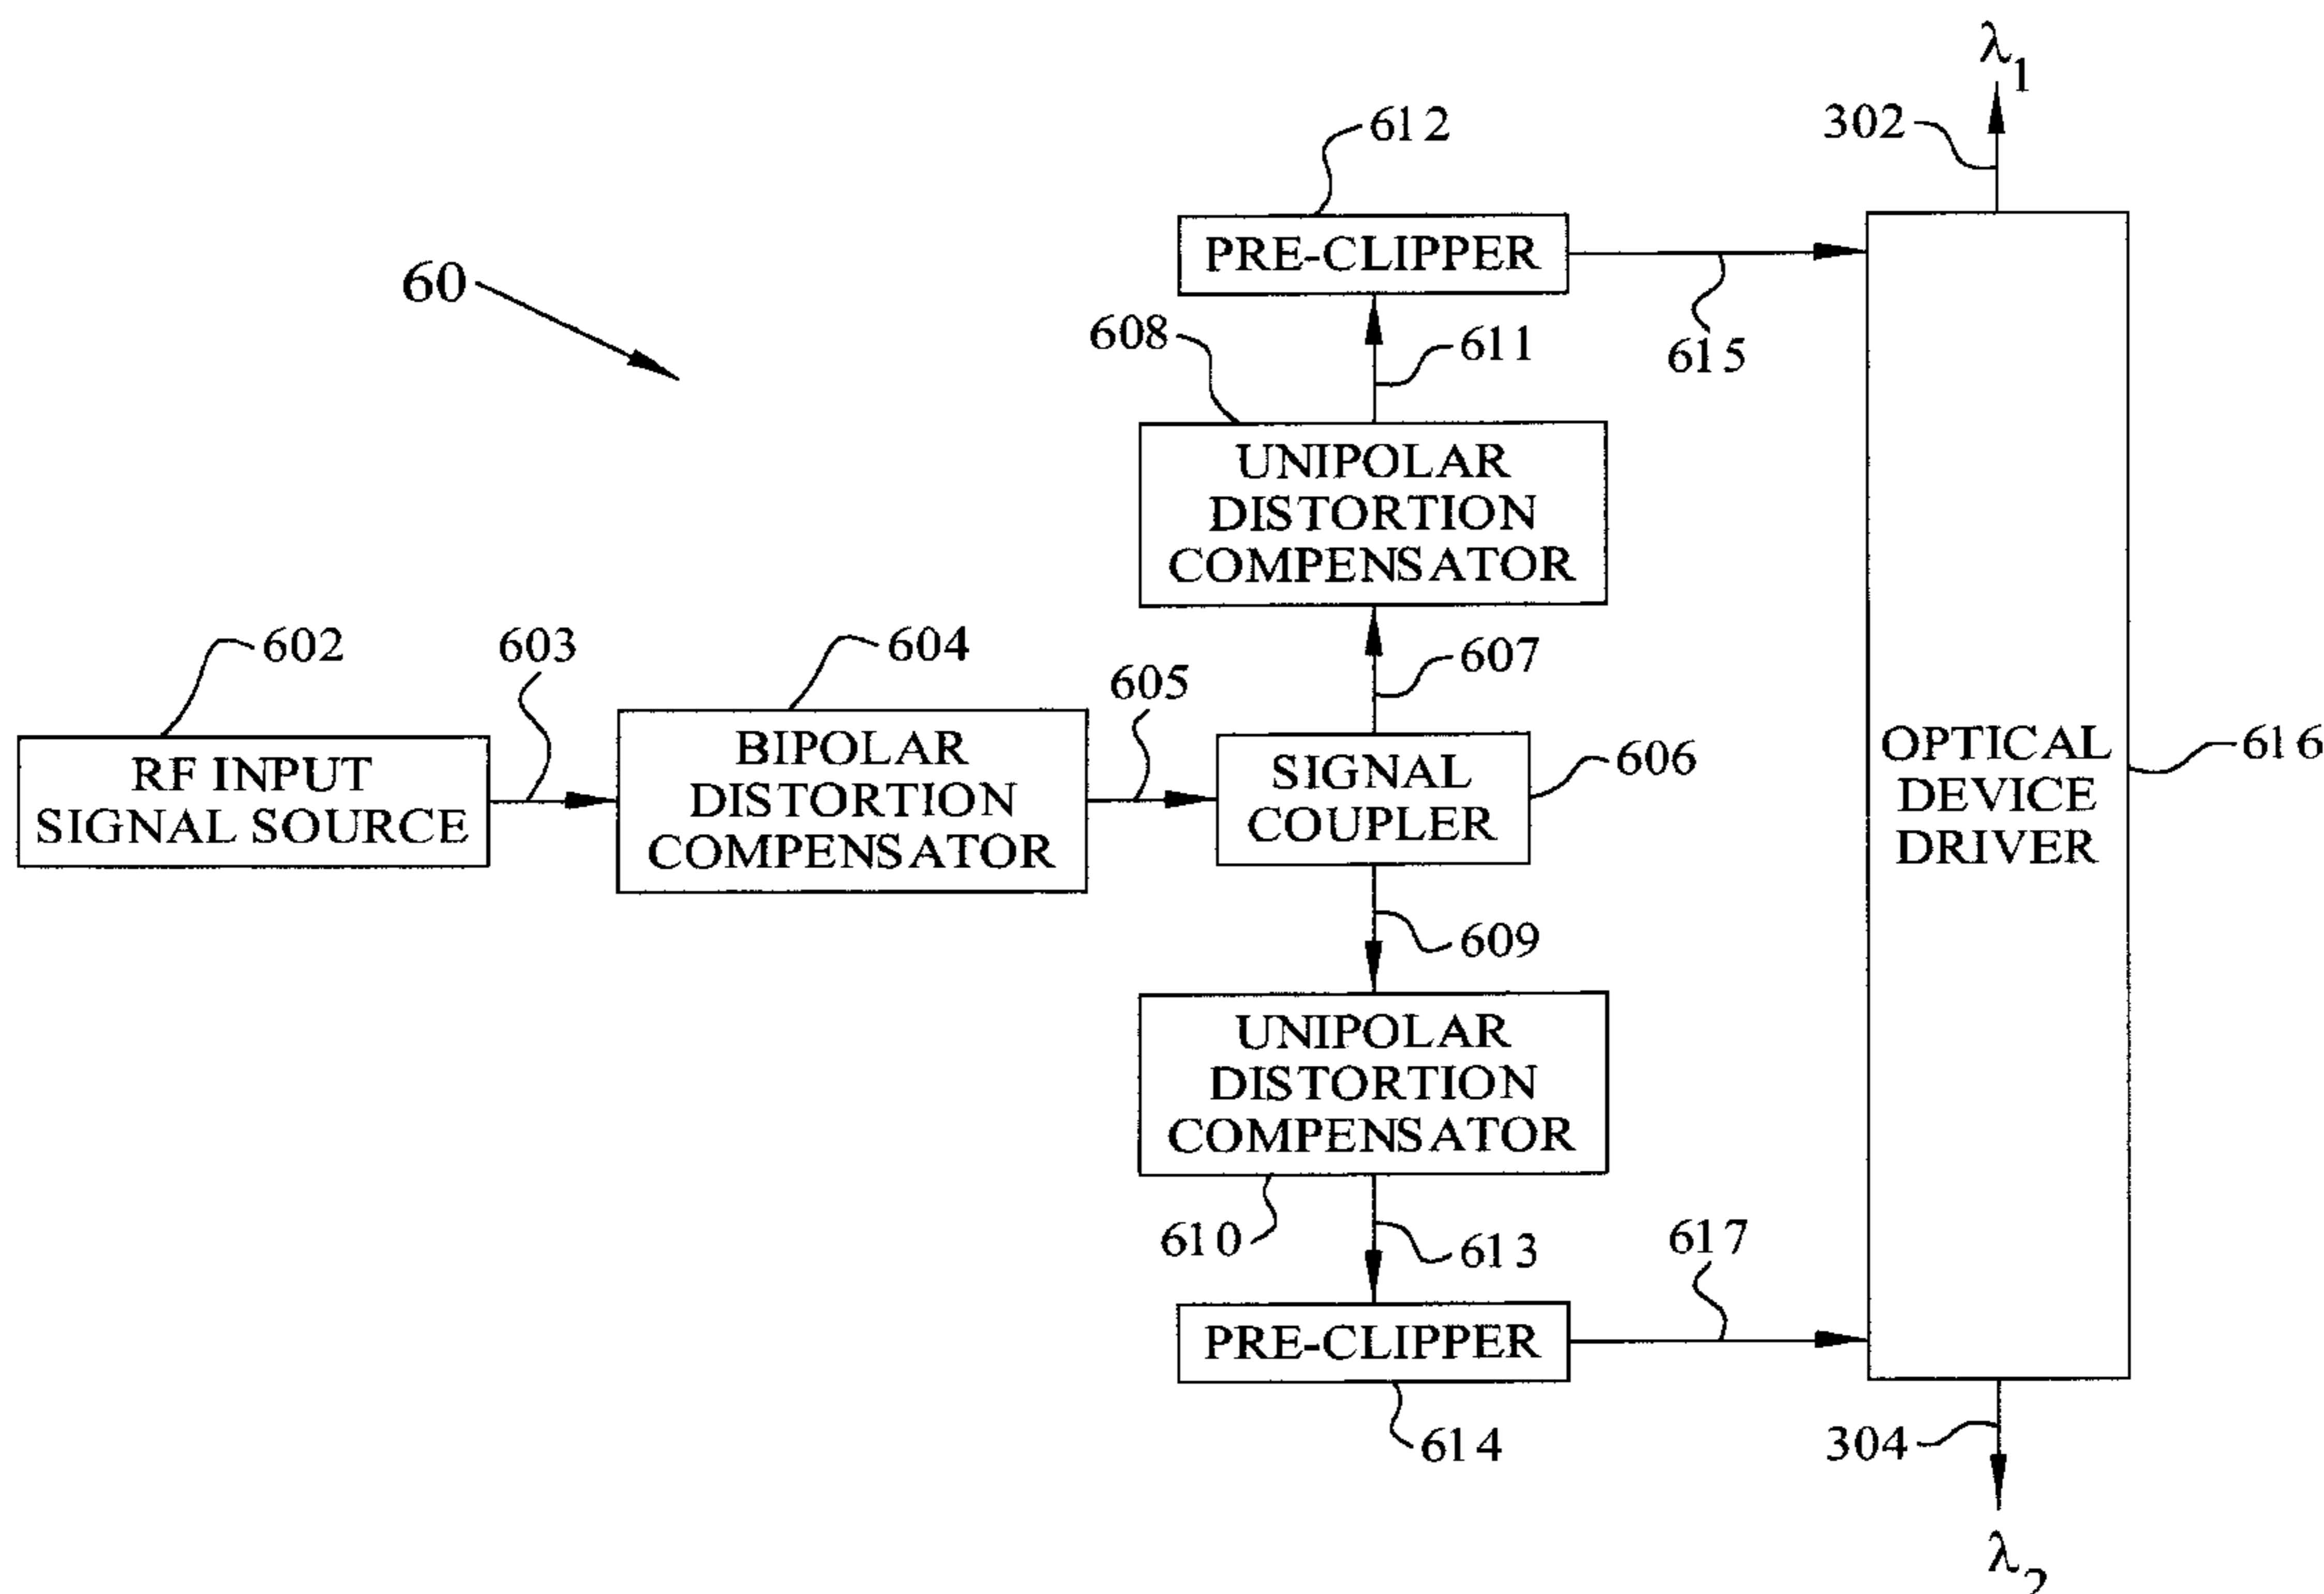 λ1
302
612
PRE-CLIPPER
60
615
608
611
UNIPOLAR
DISTORTION
COMPENSATOR
602
603
604
605
607
RF INPUT
SIGNAL SOURCE
BIPOLAR
DISTORTION
COMPENSATOR
SIGNAL
COUPLER
606
OPTICAL
DEVICE
DRIVER
616
609
UNIPOLAR
DISTORTION
COMPENSATOR
610
613
617
PRE-CLIPPER
614
304
λ2